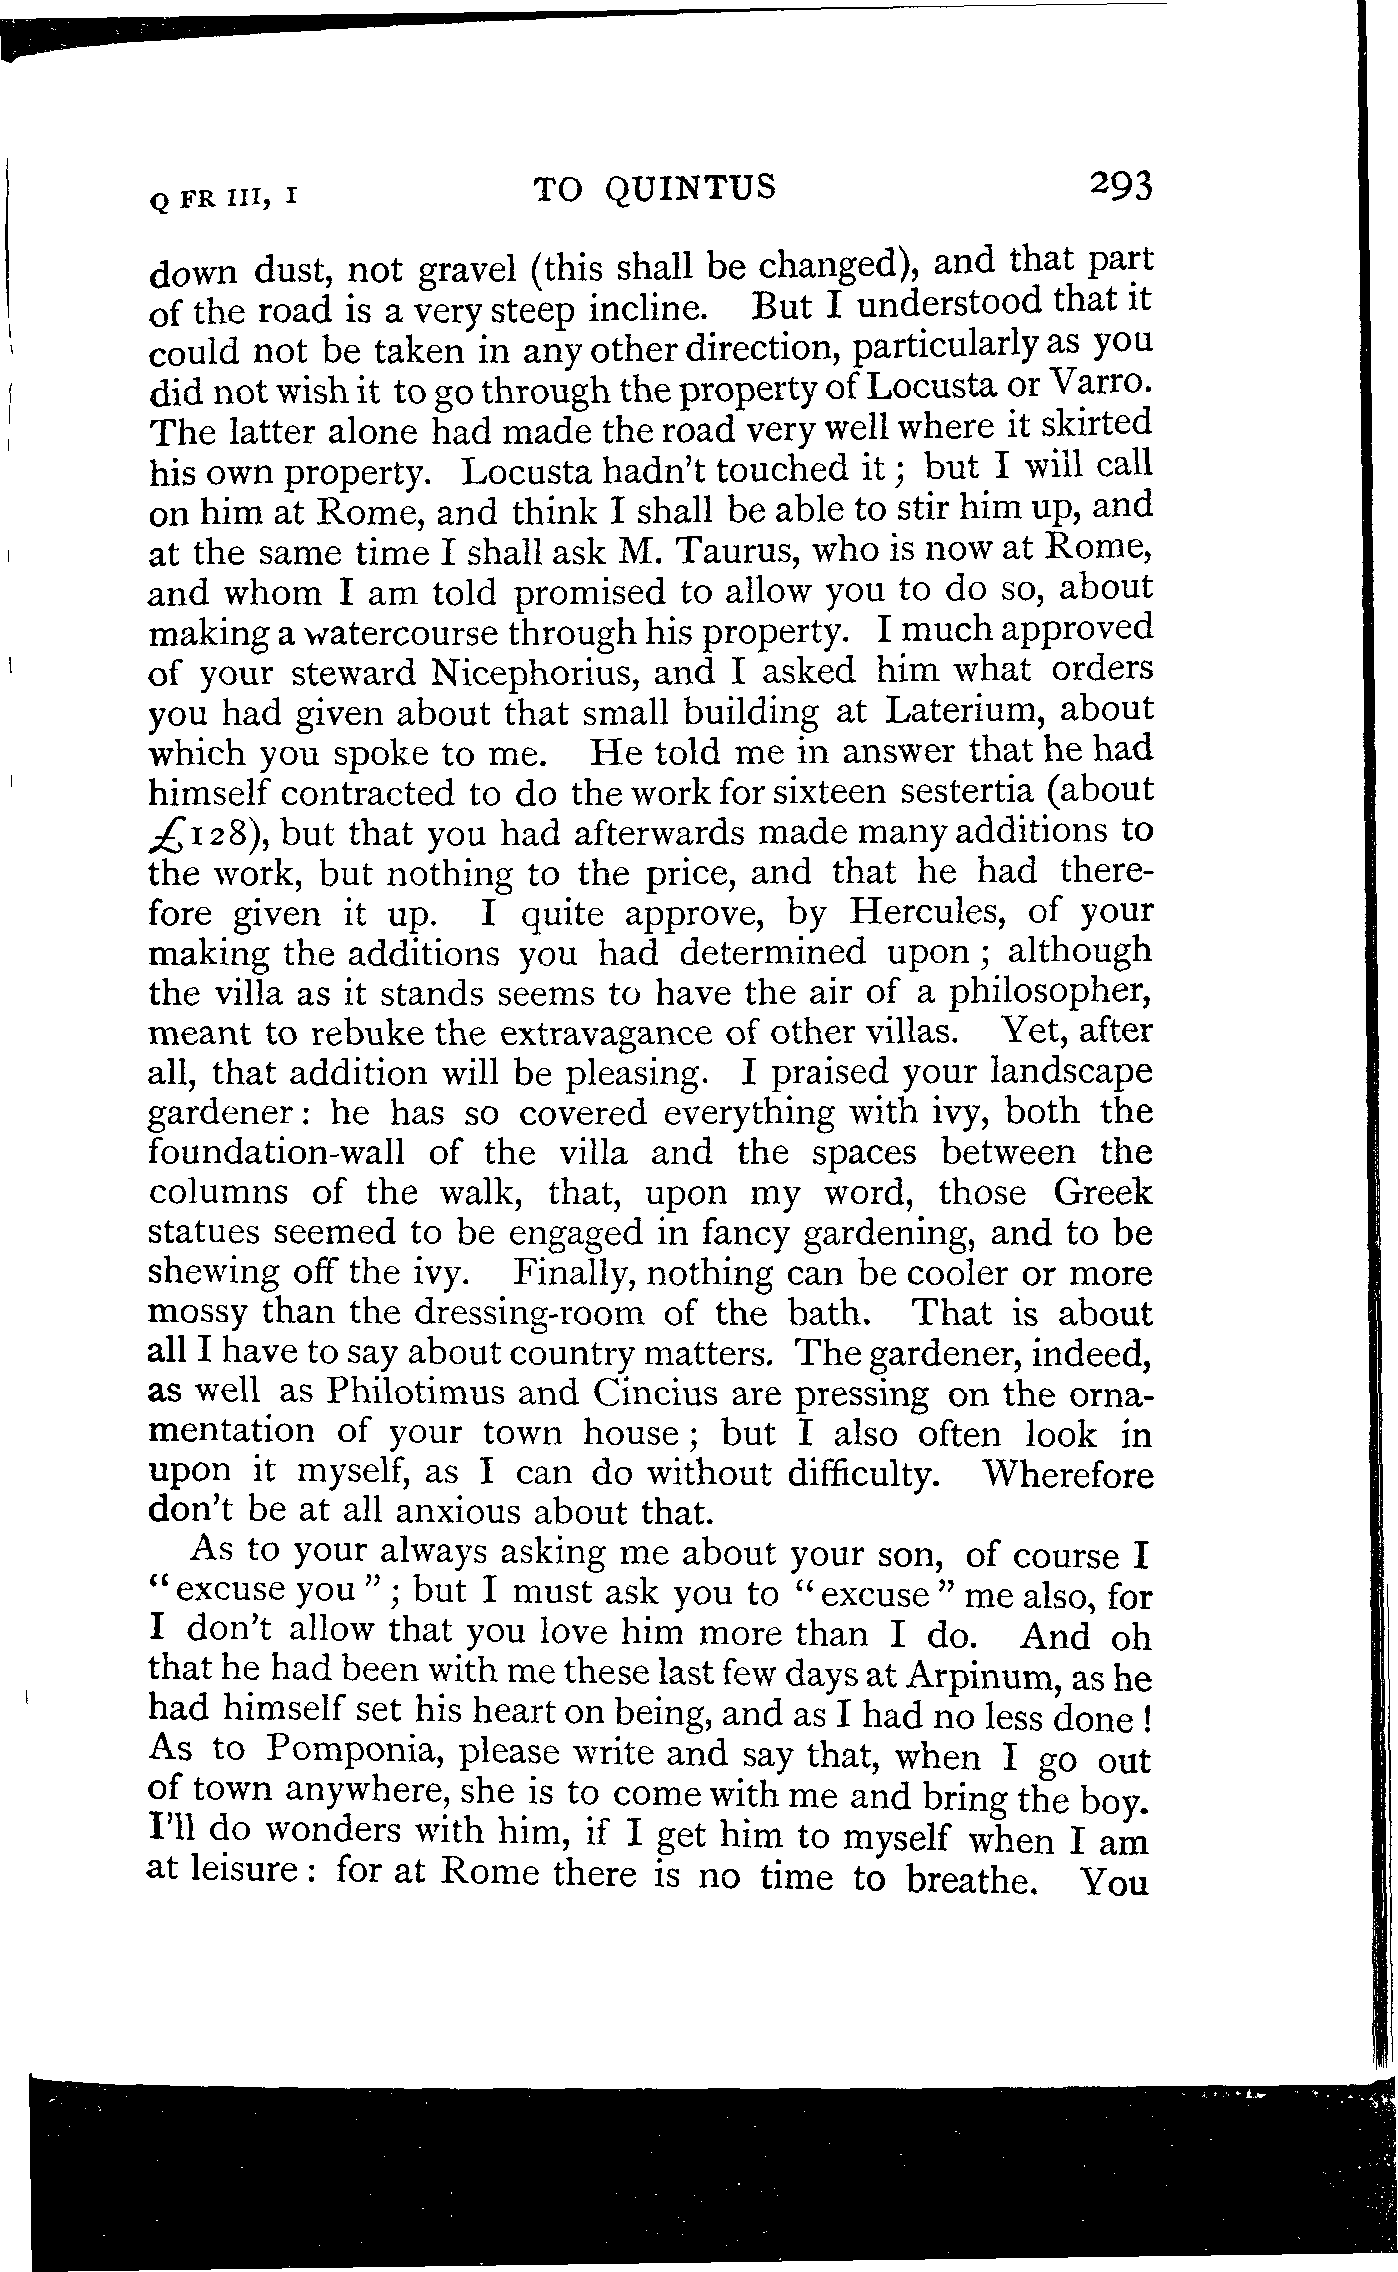 Q FR III, I TO QUINTUS 293
down dust, not gravel (this shall be changed), and that part
of the road is a very steep incline. But I understood that it
could not be taken in any other direction, particularly as you
did not wish it to go through the property of Locusta or Varro.
The latter alone had made the road very well where it skirted
his own property. Locusta hadn't touched it ; but I will call
on him at Rome, and think I shall be able to stir him up, and
at the same time I shall ask M. Taurus, who is now at Rome,
and whom I am told promised to allow you to do so, about
making a watercourse through his property. I much approved
of your steward Nicephorius, and I asked him what orders
you had given about that small building at Laterium, about
which you spoke to me. He told me in answer that he had
himself contracted to do the work for sixteen sestertia (about
£128), but that you had afterwards made many additions to
the work, but nothing to the price, and that he had there-
fore given it up. I quite approve, by Hercules, of your
making the additions you had determined upon ; although
the villa as it stands seems to have the air of a philosopher,
meant to rebuke the extravagance of other villas. Yet, after
all, that addition will be pleasing. I praised your landscape
gardener : he has so covered everything with ivy, both the
foundation-wall of the villa and the spaces between the
columns of the walk, that, upon my word, those Greek
statues seemed to be engaged in fancy gardening, and to be
shewing off the ivy. Finally, nothing can be cooler or more
mossy than the dressing-room of the bath. That is about
all I have to say about country matters. The gardener, indeed,
as well as Philotimus and Cincius are pressing on the orna-
mentation of your town house ; but I also often look in
upon it myself, as I can do without difficulty. Wherefore
don't be at all anxious about that.
As to your always asking me about your son, of course I
"excuse you" ; but I must ask you to "excuse" me also, for
I don't allow that you love him more than I do. And oh
that he had been with me these last few days at Arpinum, as he
had himself set his heart on being, and as I had no less done !
As to Pomponia, please write and say that, when I go out
of town anywhere, she is to come with me and bring the boy.
I'll do wonders with him, if I get him to myself when I am
at leisure : for at Rome there is no time to breathe. You